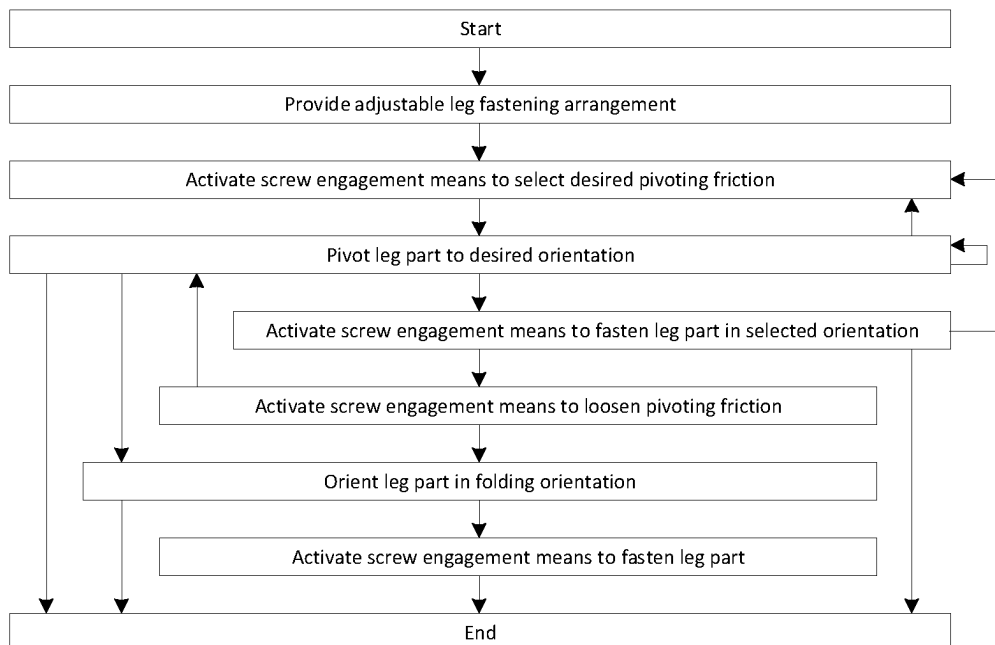 Start
Provide adjustable leg fastening arrangement
Activate screw engagement means to select desired pivoting friction
Pivot leg part to desired orientation
Activate screw engagement means to fasten leg part in selected orientation
Activate screw engagement means to loosen pivoting friction
Orient leg part in folding orientation
Activate screw engagement means to fasten leg part
End